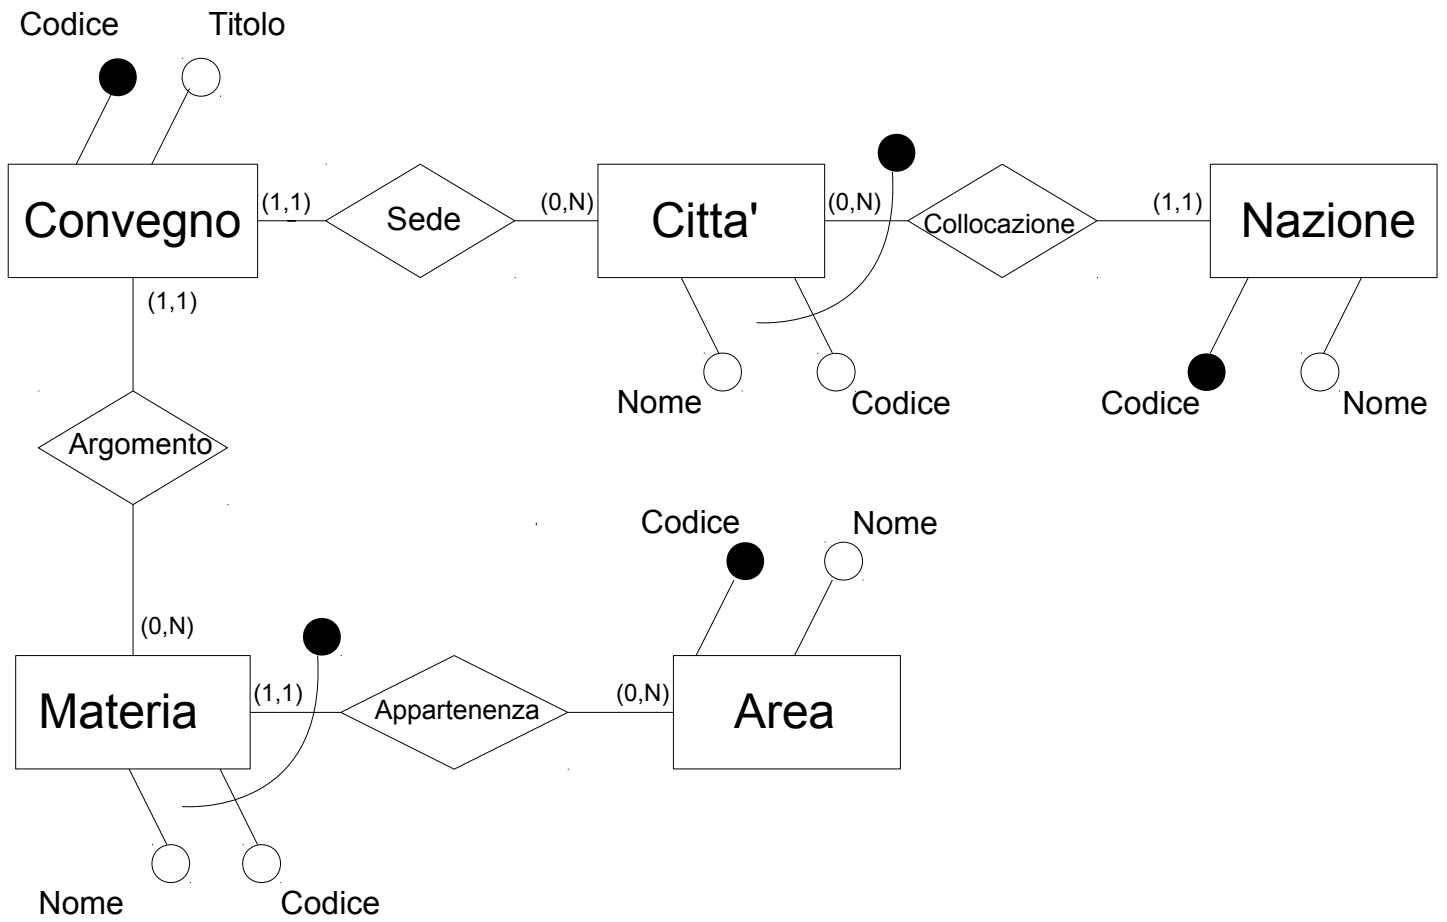 Codice Titolo
Convegno (1,1) Sede (0,N) Citta' (0,N) Collocazione (1,1) Nazione
(1,1)
Nome Codice Codice Nome
Argomento
Codice Nome
(0,N)
Materia (1,1) Appartenenza (0,N) Area
Nome Codice